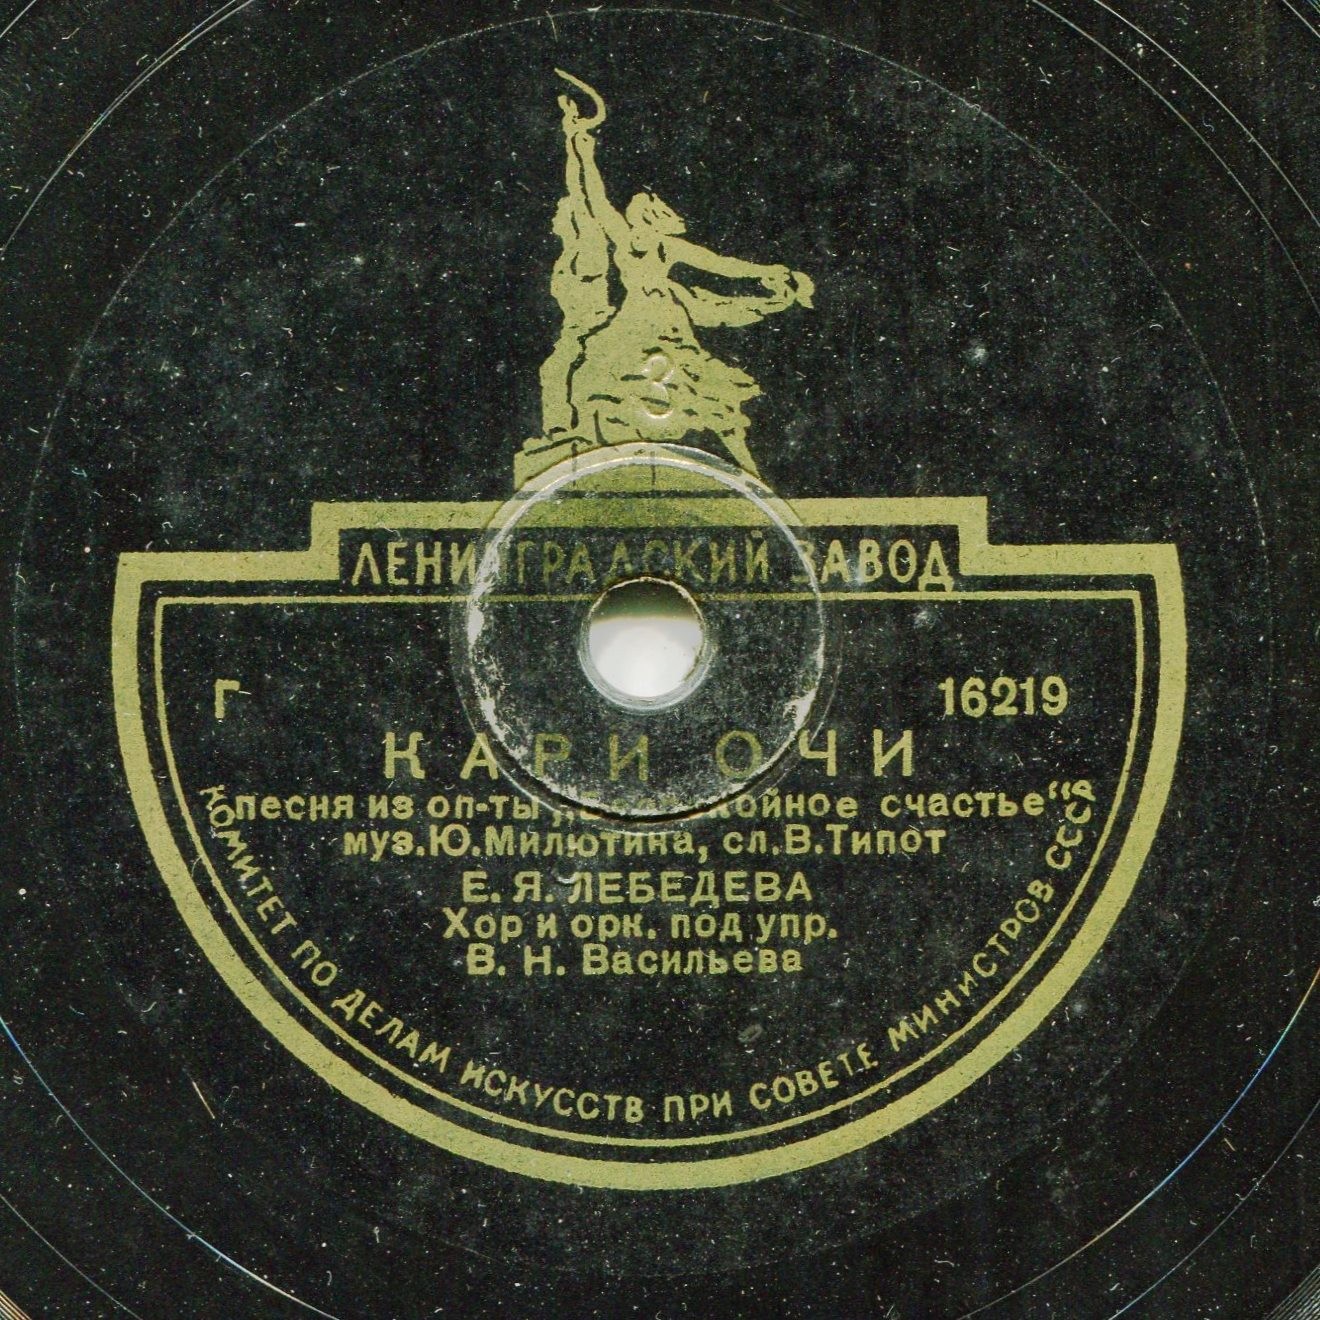 3
ЛЕНИНГРАДСКИЙ ЗАВОД
Г 16219
КАРИ ОЧИ
песня из оп-ты „Беспокойное счастье“
муз.Ю.Милютина, сл.В.Типот
Е. Я. ЛЕБЕДЕВА
Хор и орк. под упр.
В. Н. Васильева
КОМИТЕТ ПО ДЕЛАМ ИСКУССТВ ПРИ СОВЕТЕ МИНИСТРОВ СССР